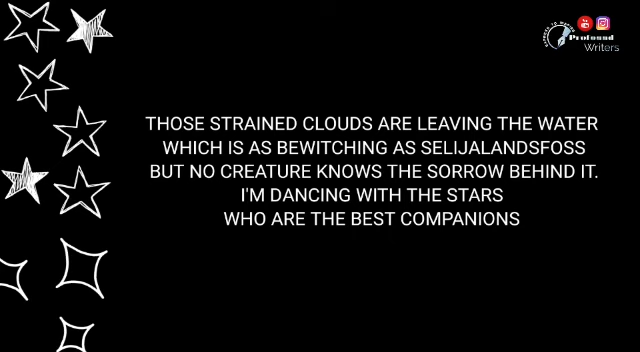 Profound
Writers
THOSE STRAINED CLOUDS ARE LEAVING THE WATER
WHICH IS AS BEWITCHING AS SELIJALANDSFOSS
BUT NO CREATURE KNOWS THE SORROW BEHIND IT.
I'M DANCING WITH THE STARS
WHO ARE THE BEST COMPANIONS